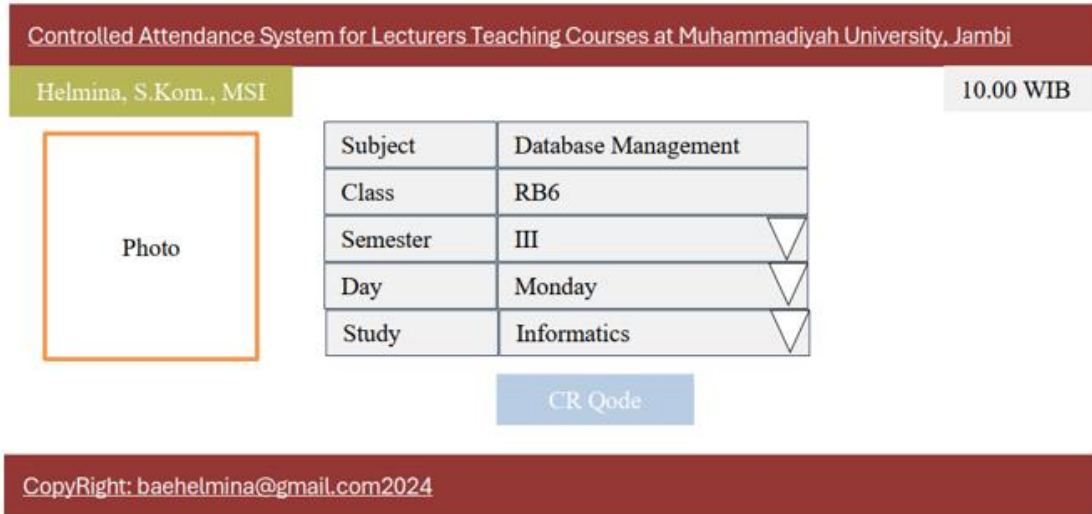 Controlled Attendance System for Lecturers Teaching Courses at Muhammadiyah University, Jambi
Helmina, S.Kom., MSI
10.00 WIB
Photo
Subject Database Management
Class RB6
Semester III
Day Monday
Study Informatics
CR Qode
CopyRight: baehelmina@gmail.com2024